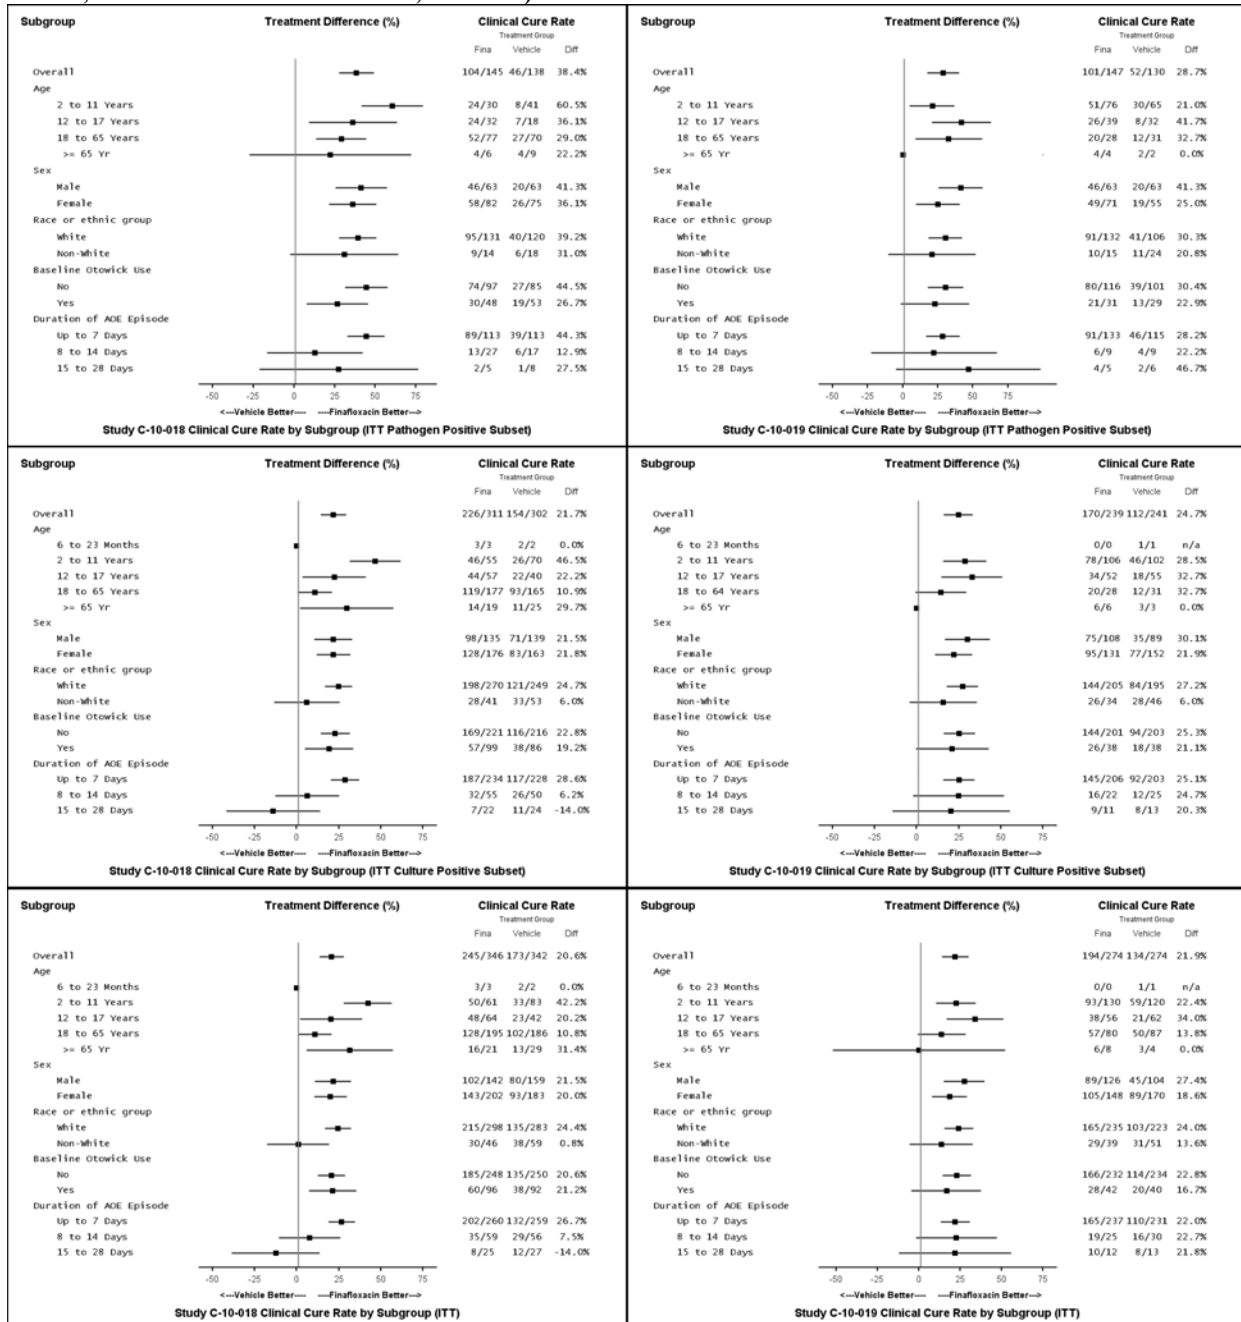 Subgroup Treatment Difference (%) Clinical Cure Rate
Treatment Group
Fina Vehicle Diff
Overall 104/145 46/138 38.4%
Age
2 to 11 Years 24/30 8/41 60.5%
12 to 17 Years 24/32 7/18 36.1%
18 to 65 Years 52/77 27/70 29.0%
>= 65 Yr 4/6 4/9 22.2%
Sex
Male 46/63 20/63 41.3%
Female 58/82 26/75 36.1%
Race or ethnic group
White 95/131 40/120 39.2%
Non-White 9/14 6/18 31.0%
Baseline Otowick Use
No 74/97 27/85 44.5%
Yes 30/48 19/53 26.7%
Duration of AOE Episode
Up to 7 Days 89/113 39/113 44.3%
8 to 14 Days 13/27 6/17 12.9%
15 to 28 Days 2/5 1/8 27.5%
-50 -25 0 25 50 75
<---Vehicle Better---- ----Finafloxacin Better--->
Study C-10-018 Clinical Cure Rate by Subgroup (ITT Pathogen Positive Subset)
Subgroup Treatment Difference (%) Clinical Cure Rate
Treatment Group
Fina Vehicle Diff
Overall 101/147 52/130 28.7%
Age
2 to 11 Years 51/76 30/65 21.0%
12 to 17 Years 26/39 8/32 41.7%
18 to 65 Years 20/28 12/31 32.7%
>= 65 Yr 4/4 2/2 0.0%
Sex
Male 46/63 20/63 41.3%
Female 49/71 19/55 25.0%
Race or ethnic group
White 91/132 41/106 30.3%
Non-White 10/15 11/24 20.8%
Baseline Otowick Use
No 80/116 39/101 30.4%
Yes 21/31 13/29 22.9%
Duration of AOE Episode
Up to 7 Days 91/133 46/115 28.2%
8 to 14 Days 6/9 4/9 22.2%
15 to 28 Days 4/5 2/6 46.7%
-50 -25 0 25 50 75
<---Vehicle Better---- ----Finafloxacin Better--->
Study C-10-019 Clinical Cure Rate by Subgroup (ITT Pathogen Positive Subset)
Subgroup Treatment Difference (%) Clinical Cure Rate
Treatment Group
Fina Vehicle Diff
Overall 226/311 154/302 21.7%
Age
6 to 23 Months 3/3 2/2 0.0%
2 to 11 Years 46/55 26/70 46.5%
12 to 17 Years 44/57 22/40 22.2%
18 to 65 Years 119/177 93/165 10.9%
>= 65 Yr 14/19 11/25 29.7%
Sex
Male 98/135 71/139 21.5%
Female 128/176 83/163 21.8%
Race or ethnic group
White 198/270 121/249 24.7%
Non-White 28/41 33/53 6.0%
Baseline Otowick Use
No 169/221 116/216 22.8%
Yes 57/99 38/86 19.2%
Duration of AOE Episode
Up to 7 Days 187/234 117/228 28.6%
8 to 14 Days 32/55 26/50 6.2%
15 to 28 Days 7/22 11/24 -14.0%
-50 -25 0 25 50 75
<---Vehicle Better---- ----Finafloxacin Better--->
Study C-10-018 Clinical Cure Rate by Subgroup (ITT Culture Positive Subset)
Subgroup Treatment Difference (%) Clinical Cure Rate
Treatment Group
Fina Vehicle Diff
Overall 170/239 112/241 24.7%
Age
6 to 23 Months 0/0 1/1 n/a
2 to 11 Years 78/106 46/102 28.5%
12 to 17 Years 34/52 18/55 32.7%
18 to 64 Years 20/28 12/31 32.7%
>= 65 Yr 6/6 3/3 0.0%
Sex
Male 75/108 35/89 30.1%
Female 95/131 77/152 21.9%
Race or ethnic group
White 144/205 84/195 27.2%
Non-White 26/34 28/46 6.0%
Baseline Otowick Use
No 144/201 94/203 25.3%
Yes 26/38 18/38 21.1%
Duration of AOE Episode
Up to 7 Days 145/206 92/203 25.1%
8 to 14 Days 16/22 12/25 24.7%
15 to 28 Days 9/11 8/13 20.3%
-50 -25 0 25 50 75
<---Vehicle Better---- ----Finafloxacin Better--->
Study C-10-019 Clinical Cure Rate by Subgroup (ITT Culture Positive Subset)
Subgroup Treatment Difference (%) Clinical Cure Rate
Treatment Group
Fina Vehicle Diff
Overall 245/346 173/342 20.6%
Age
6 to 23 Months 3/3 2/2 0.0%
2 to 11 Years 50/61 33/83 42.2%
12 to 17 Years 48/64 23/42 20.2%
18 to 65 Years 128/195 102/186 10.8%
>= 65 Yr 16/21 13/29 31.4%
Sex
Male 102/142 80/159 21.5%
Female 143/202 93/183 20.0%
Race or ethnic group
White 215/298 135/283 24.4%
Non-White 30/46 38/59 0.8%
Baseline Otowick Use
No 185/248 135/250 20.6%
Yes 60/96 38/92 21.2%
Duration of AOE Episode
Up to 7 Days 202/260 132/259 26.7%
8 to 14 Days 35/59 29/56 7.5%
15 to 28 Days 8/25 12/27 -14.0%
-50 -25 0 25 50 75
<---Vehicle Better---- ----Finafloxacin Better--->
Study C-10-018 Clinical Cure Rate by Subgroup (ITT)
Subgroup Treatment Difference (%) Clinical Cure Rate
Treatment Group
Fina Vehicle Diff
Overall 194/274 134/274 21.9%
Age
6 to 23 Months 0/0 1/1 n/a
2 to 11 Years 93/130 59/120 22.4%
12 to 17 Years 38/56 21/62 34.0%
18 to 65 Years 57/80 50/87 13.8%
>= 65 Yr 6/8 3/4 0.0%
Sex
Male 89/126 45/104 27.4%
Female 105/148 89/170 18.6%
Race or ethnic group
White 165/235 103/223 24.0%
Non-White 29/39 31/51 13.6%
Baseline Otowick Use
No 166/232 114/234 22.8%
Yes 28/42 20/40 16.7%
Duration of AOE Episode
Up to 7 Days 165/237 110/231 22.0%
8 to 14 Days 19/25 16/30 22.7%
15 to 28 Days 10/12 8/13 21.8%
-50 -25 0 25 50 75
<---Vehicle Better---- ----Finafloxacin Better--->
Study C-10-019 Clinical Cure Rate by Subgroup (ITT)